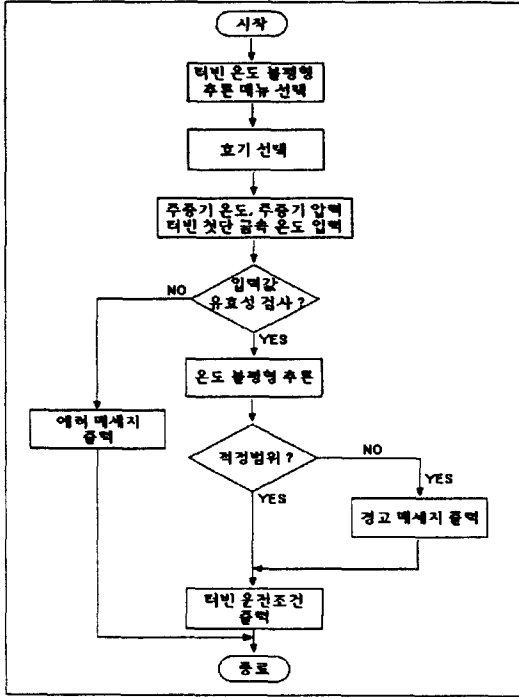 시작
터빈 온도 불평형
추론 메뉴 선택
호기 선택
주증기 온도, 주증기 압력
터빈 첫단 금속 온도 입력
입력값
유효성 검사 ?
NO
YES
온도 불평형 추론
에러 메세지
출력
적정범위 ?
NO
YES
YES
경고 메세지 출력
터빈 운전조건
출력
종료